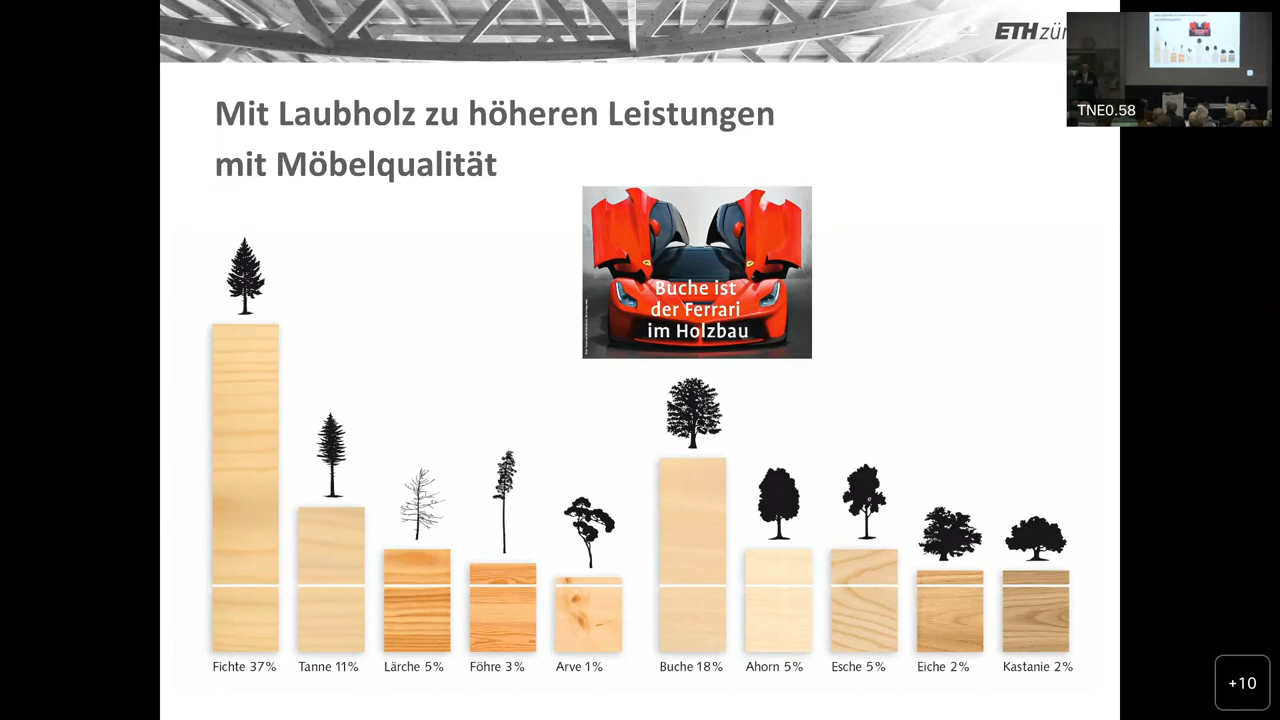 ETH zür
TNE0.58
Mit Laubholz zu höheren Leistungen
mit Möbelqualität
Buche ist
der Ferrari
im Holzbau
Fichte 37% Tanne 11% Lärche 5% Föhre 3% Arve 1% Buche 18% Ahorn 5% Esche 5% Eiche 2% Kastanie 2%
+10